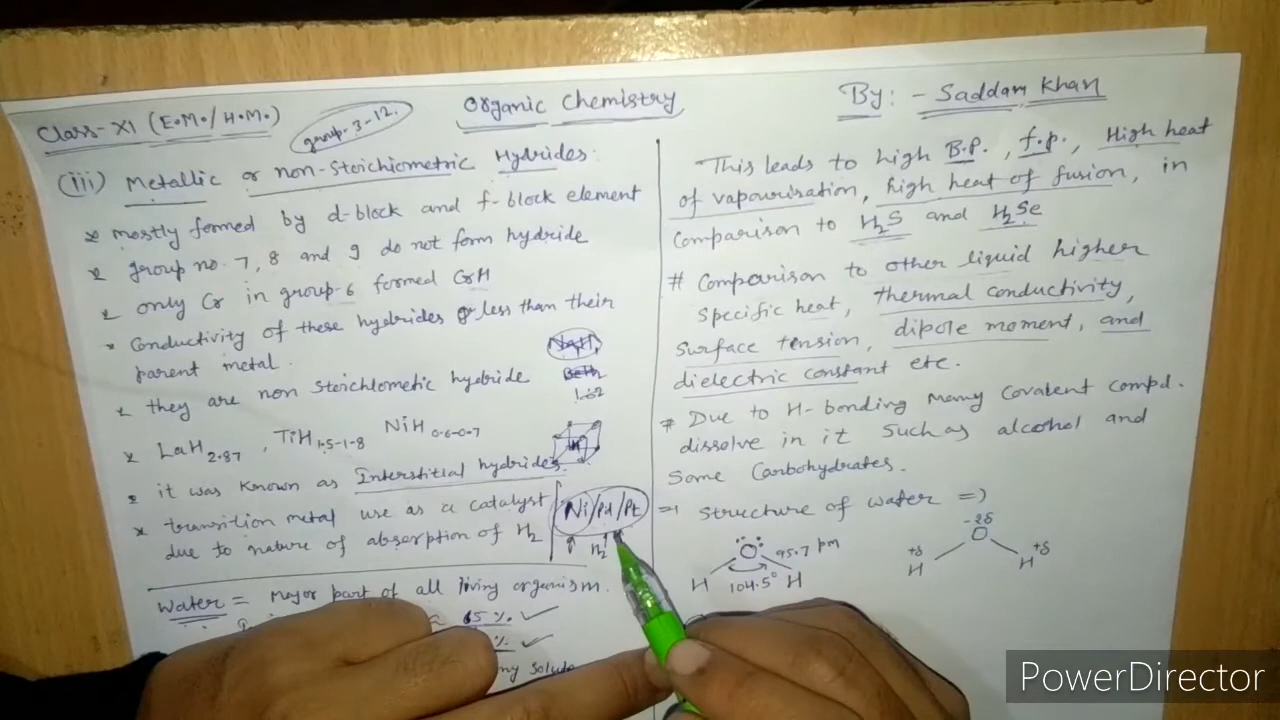 Class-XI (E.M./H.M.)
group-3-12.
Organic Chemistry
By:- Saddam Khan
(iii) Metallic or non-Stoichiometric Hydrides:
* mostly formed by d-block and f-block element
* group no. 7, 8 and 9 do not form hydride
* only Cr in group-6 formed CrH
* Conductivity of these hydrides less than their
parent metal.
* they are non stoichiometic hydride
1.62
* LaH2.87, TiH1.5-1.8 NiH0.6-0.7
* it was known as Interstitial hydrides.
* transition metal use as a catalyst
due to nature of absorption of H2
Ni/Pd/Pt
H2
Water = Major part of all living organism.
65%. ✓
%. ✓
This leads to high B.P., f.p., High heat
of vapourisation, high heat of fusion, in
Comparison to H2S and H2Se
# Comparison to other liquid higher
Specific heat, thermal conductivity,
Surface tension, dipole moment, and
dielectric constant etc.
# Due to H-bonding Many Covalent compd.
dissolve in it Such as alcohol and
Some Carbohydrates.
=> Structure of water =>
O
95.7 pm
H 104.5° H
-2δ
O
+δ
H
+δ
H
PowerDirector